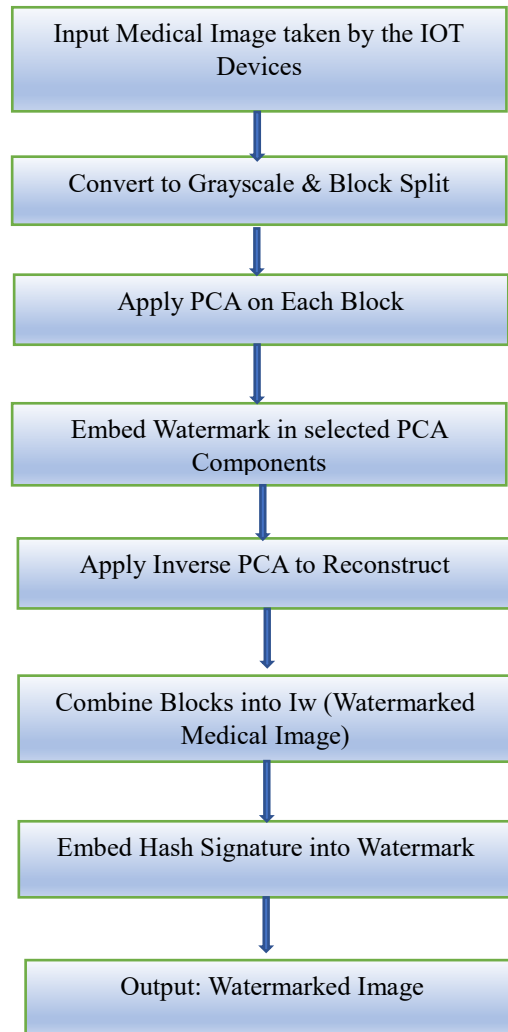 Input Medical Image taken by the IOT
Devices
Convert to Grayscale & Block Split
Apply PCA on Each Block
Embed Watermark in selected PCA
Components
Apply Inverse PCA to Reconstruct
Combine Blocks into Iw (Watermarked
Medical Image)
Embed Hash Signature into Watermark
Output: Watermarked Image